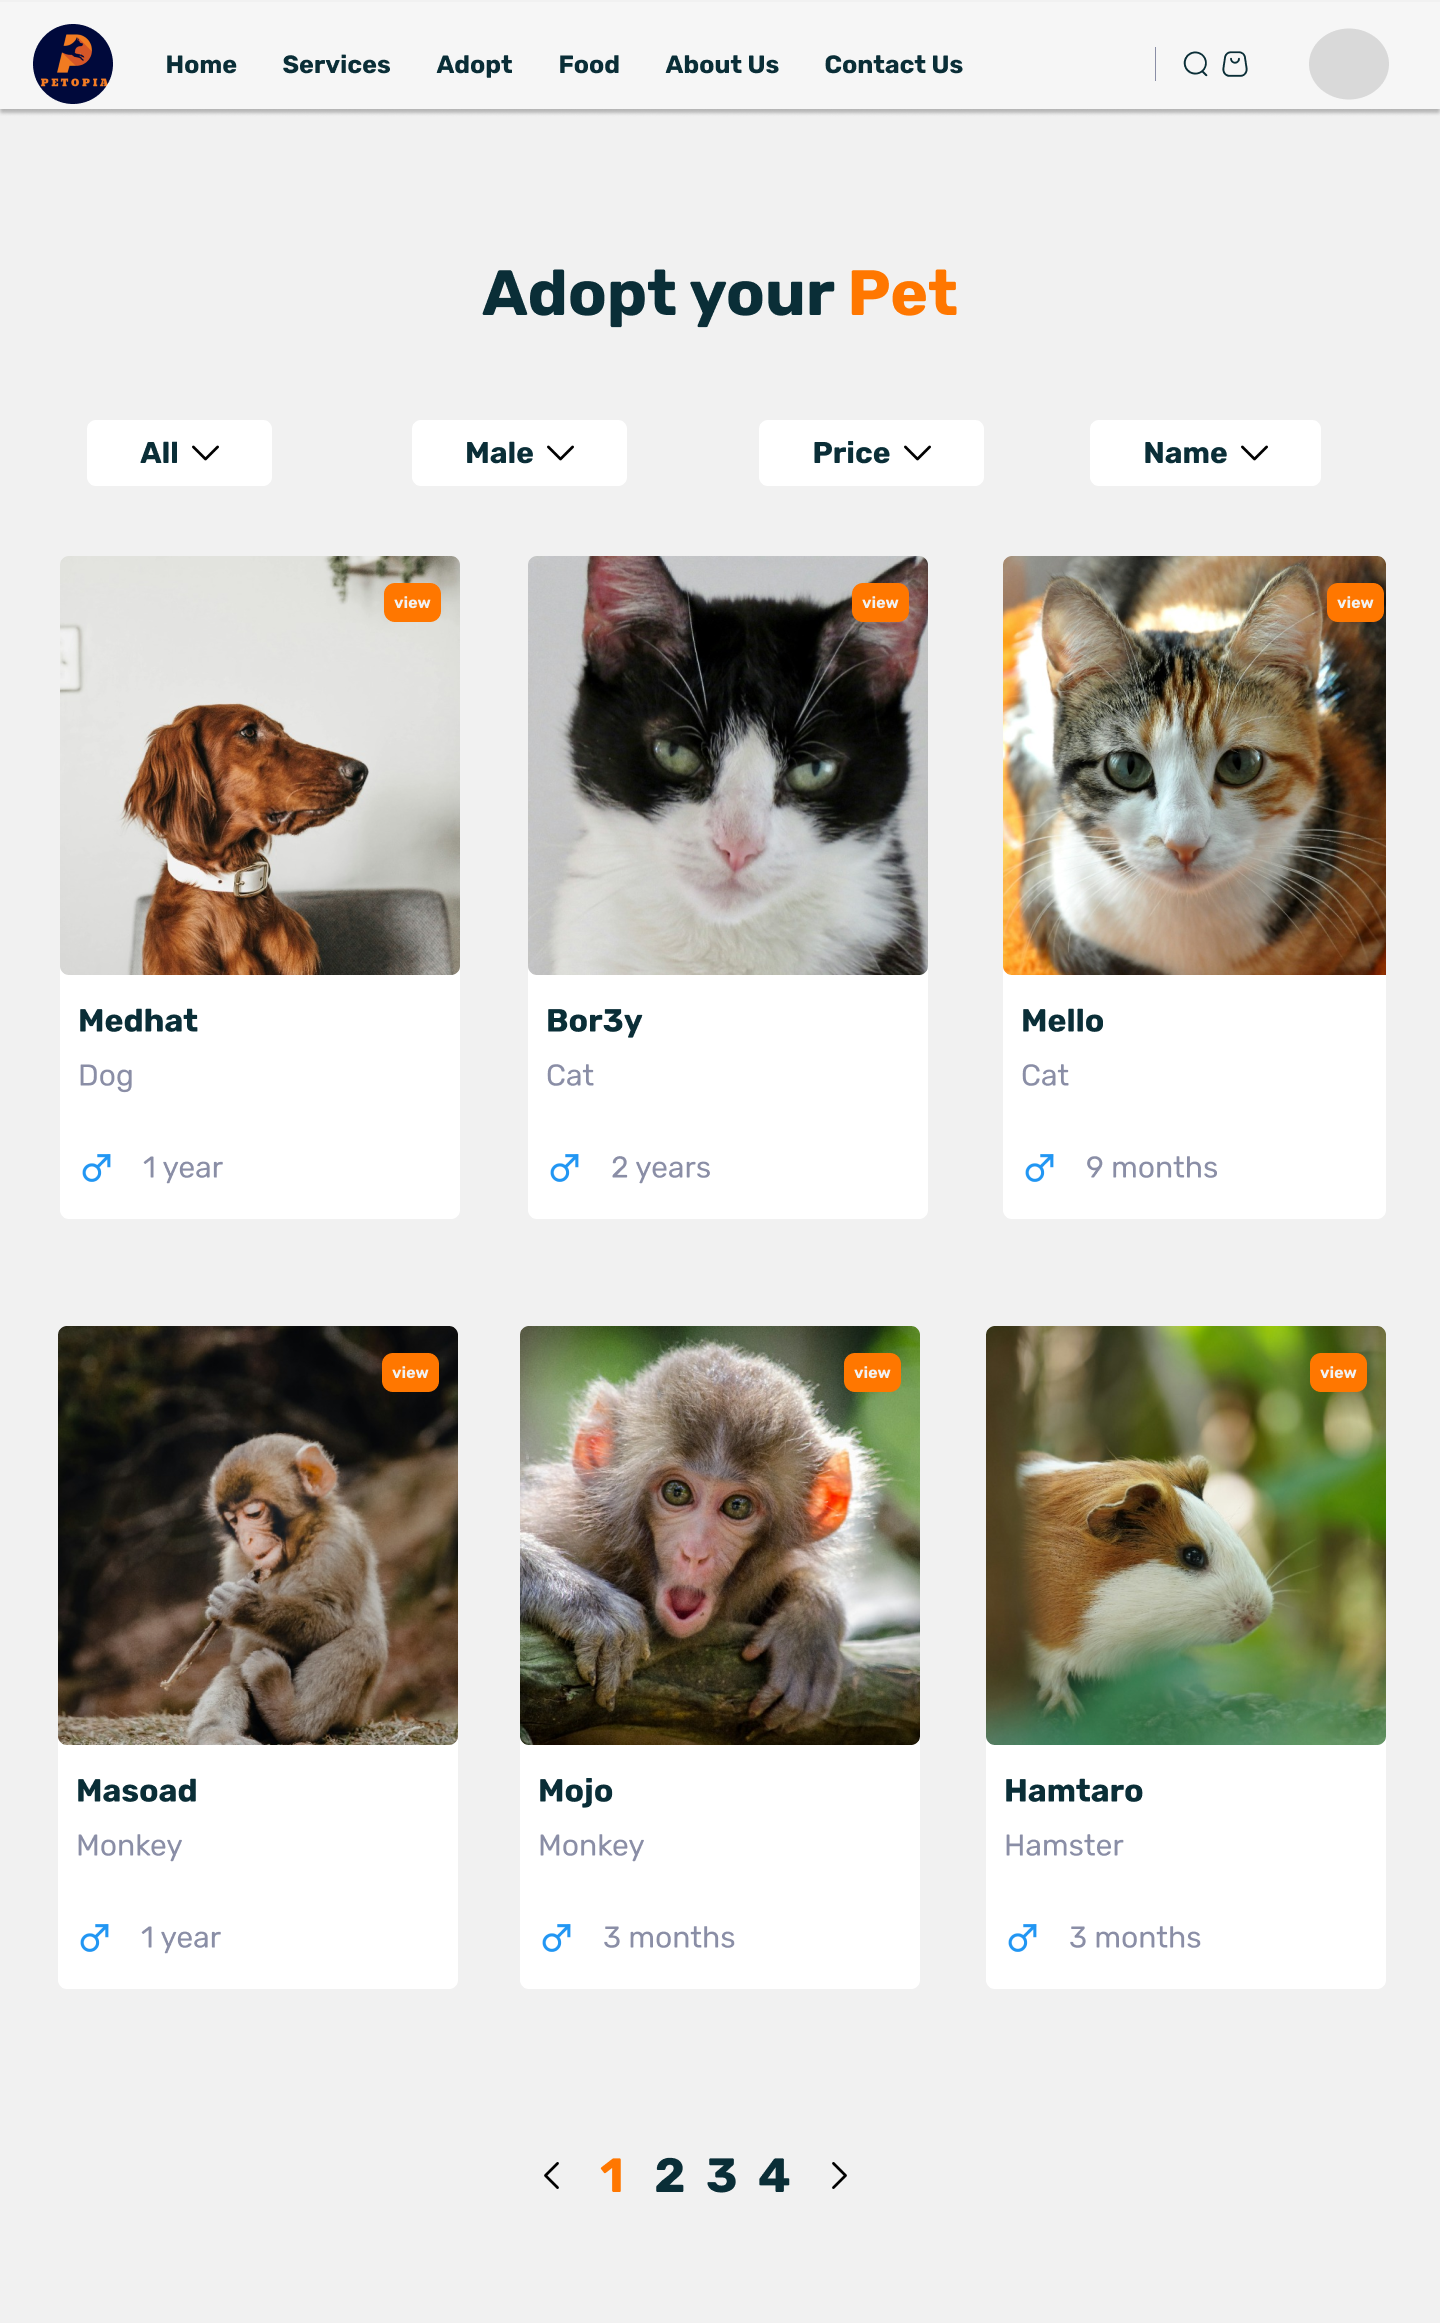 PETOPIA
Home Services Adopt Food About Us Contact Us
Adopt your Pet
All Male Price Name
view view view
Medhat Bor3y Mello
Dog Cat Cat
1 year 2 years 9 months
view view view
Masoad Mojo Hamtaro
Monkey Monkey Hamster
1 year 3 months 3 months
1 2 3 4